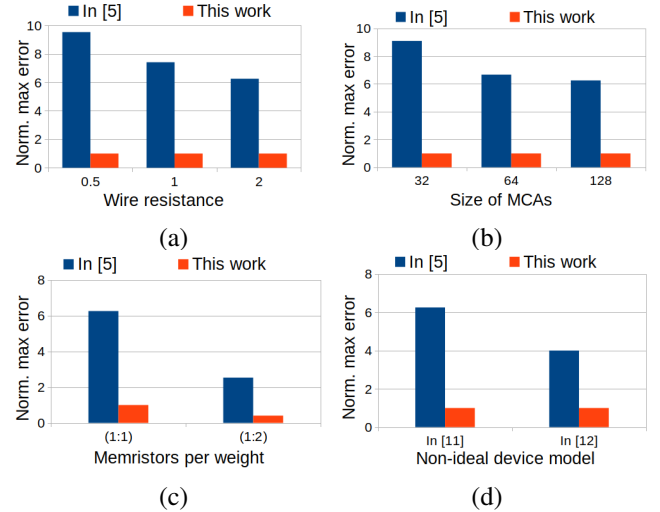 In [5] This work
Norm. max error
10
8
6
4
2
0
0.5 1 2
Wire resistance
(a)
In [5] This work
Norm. max error
10
8
6
4
2
0
32 64 128
Size of MCAs
(b)
In [5] This work
Norm. max error
8
6
4
2
0
(1:1) (1:2)
Memristors per weight
(c)
In [5] This work
Norm. max error
8
6
4
2
0
In [11] In [12]
Non-ideal device model
(d)